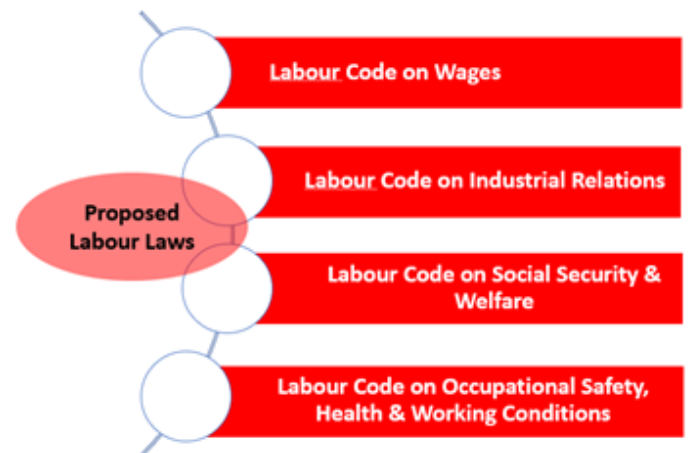 Labour Code on Wages
Labour Code on Industrial Relations
Proposed
Labour Laws
Labour Code on Social Security &
Welfare
Labour Code on Occupational Safety,
Health & Working Conditions